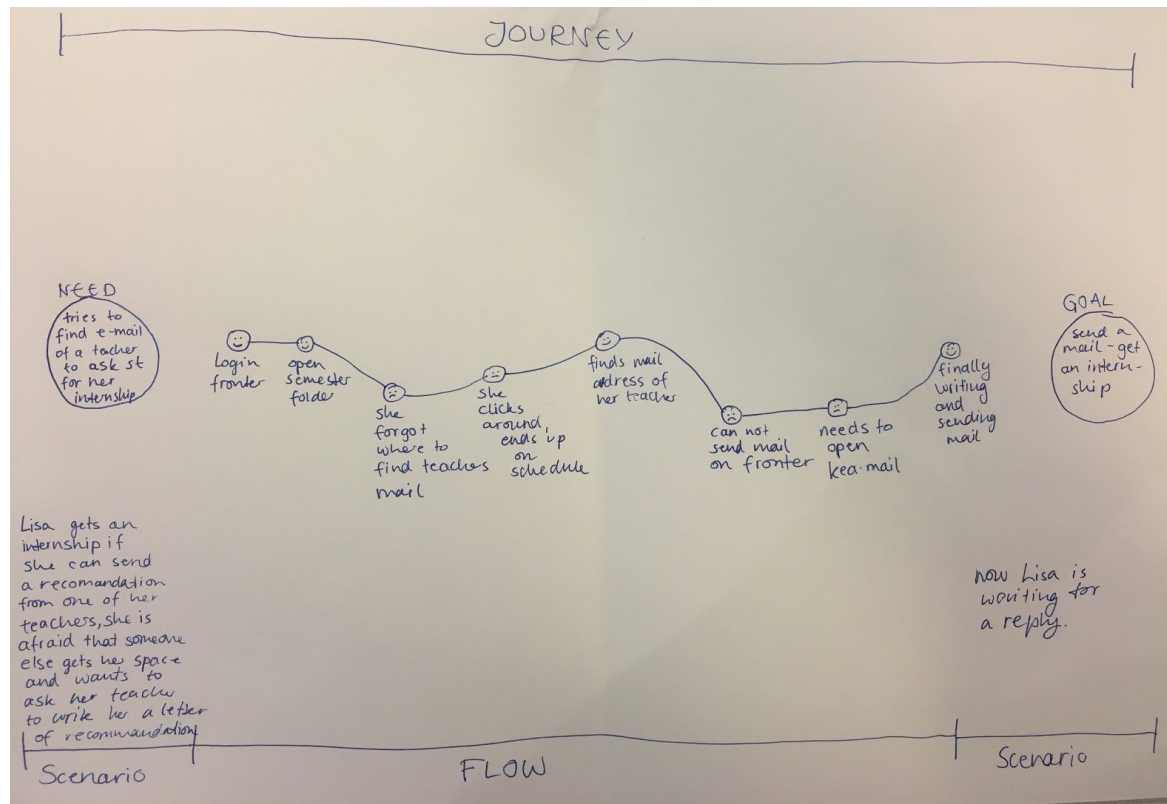 JOURNEY
NEED
tries to
find e-mail
of a teacher
to ask st
for her
internship
Login
fronter
open
semester
folder
she
forgot
where to
find teaches
mail
she
clicks
around,
ends up
on
schedule
finds mail
adress of
her teacher
can not
send mail
on fronter
needs to
open
kea-mail
finally
writing
and
sending
mail
GOAL
send a
mail - get
an intern-
ship
Lisa gets an
internship if
she can send
a recomandation
from one of her
teachers, she is
afraid that someone
else gets her space
and wants to
ask her teacher
to write her a letter
of recommandation
now Lisa is
waiting for
a reply.
Scenario
FLOW
Scenario